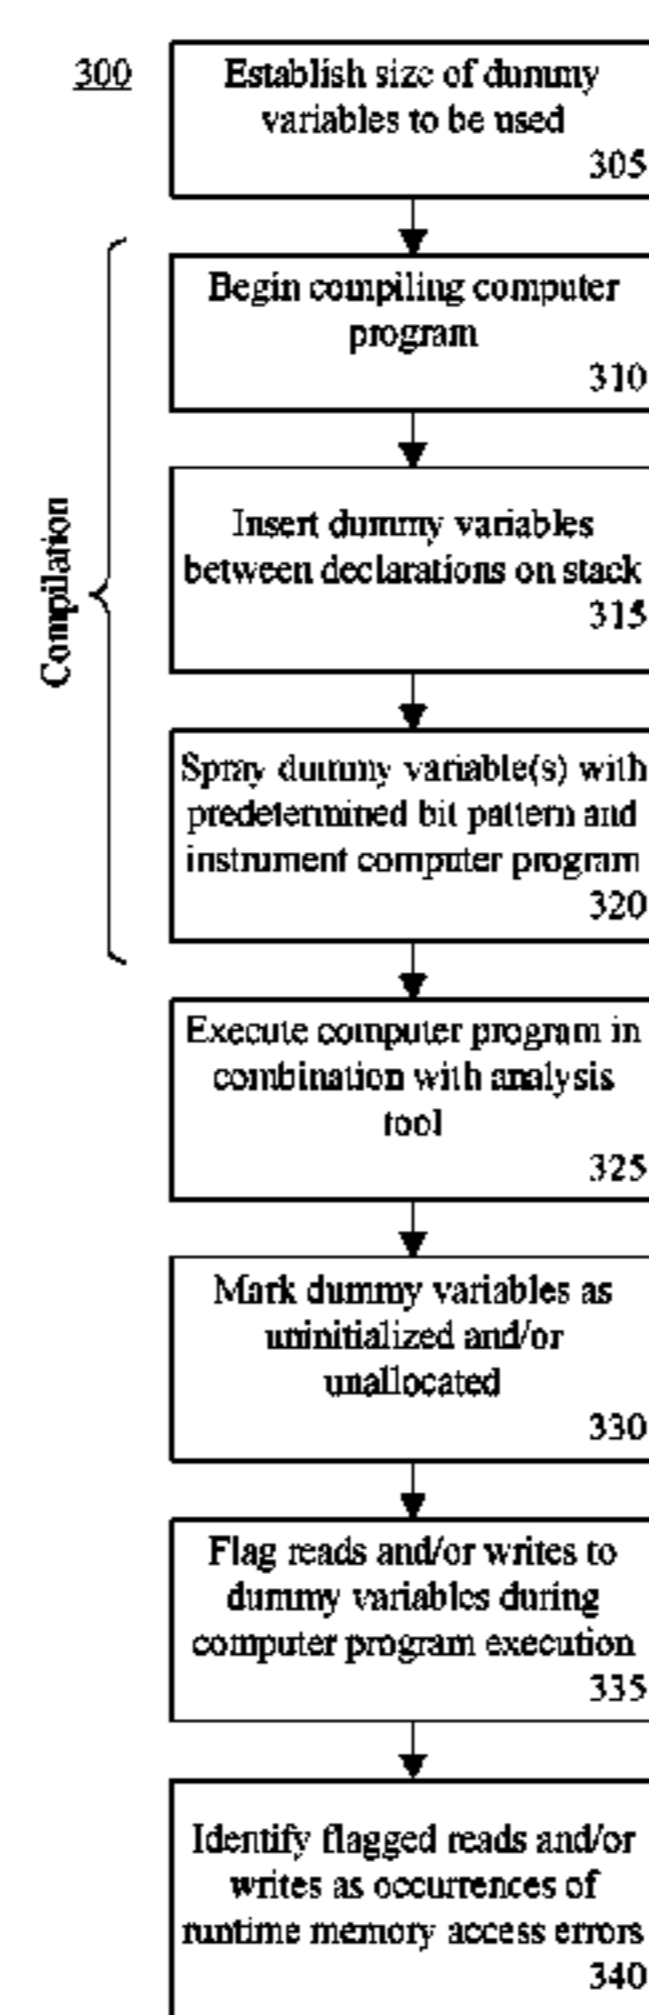 300
Establish size of dummy
variables to be used
305
Begin compiling computer
program
310
Compilation
Insert dummy variables
between declarations on stack
315
Spray dummy variable(s) with
predetermined bit pattern and
instrument computer program
320
Execute computer program in
combination with analysis
tool
325
Mark dummy variables as
uninitialized and/or
unallocated
330
Flag reads and/or writes to
dummy variables during
computer program execution
335
Identify flagged reads and/or
writes as occurrences of
runtime memory access errors
340